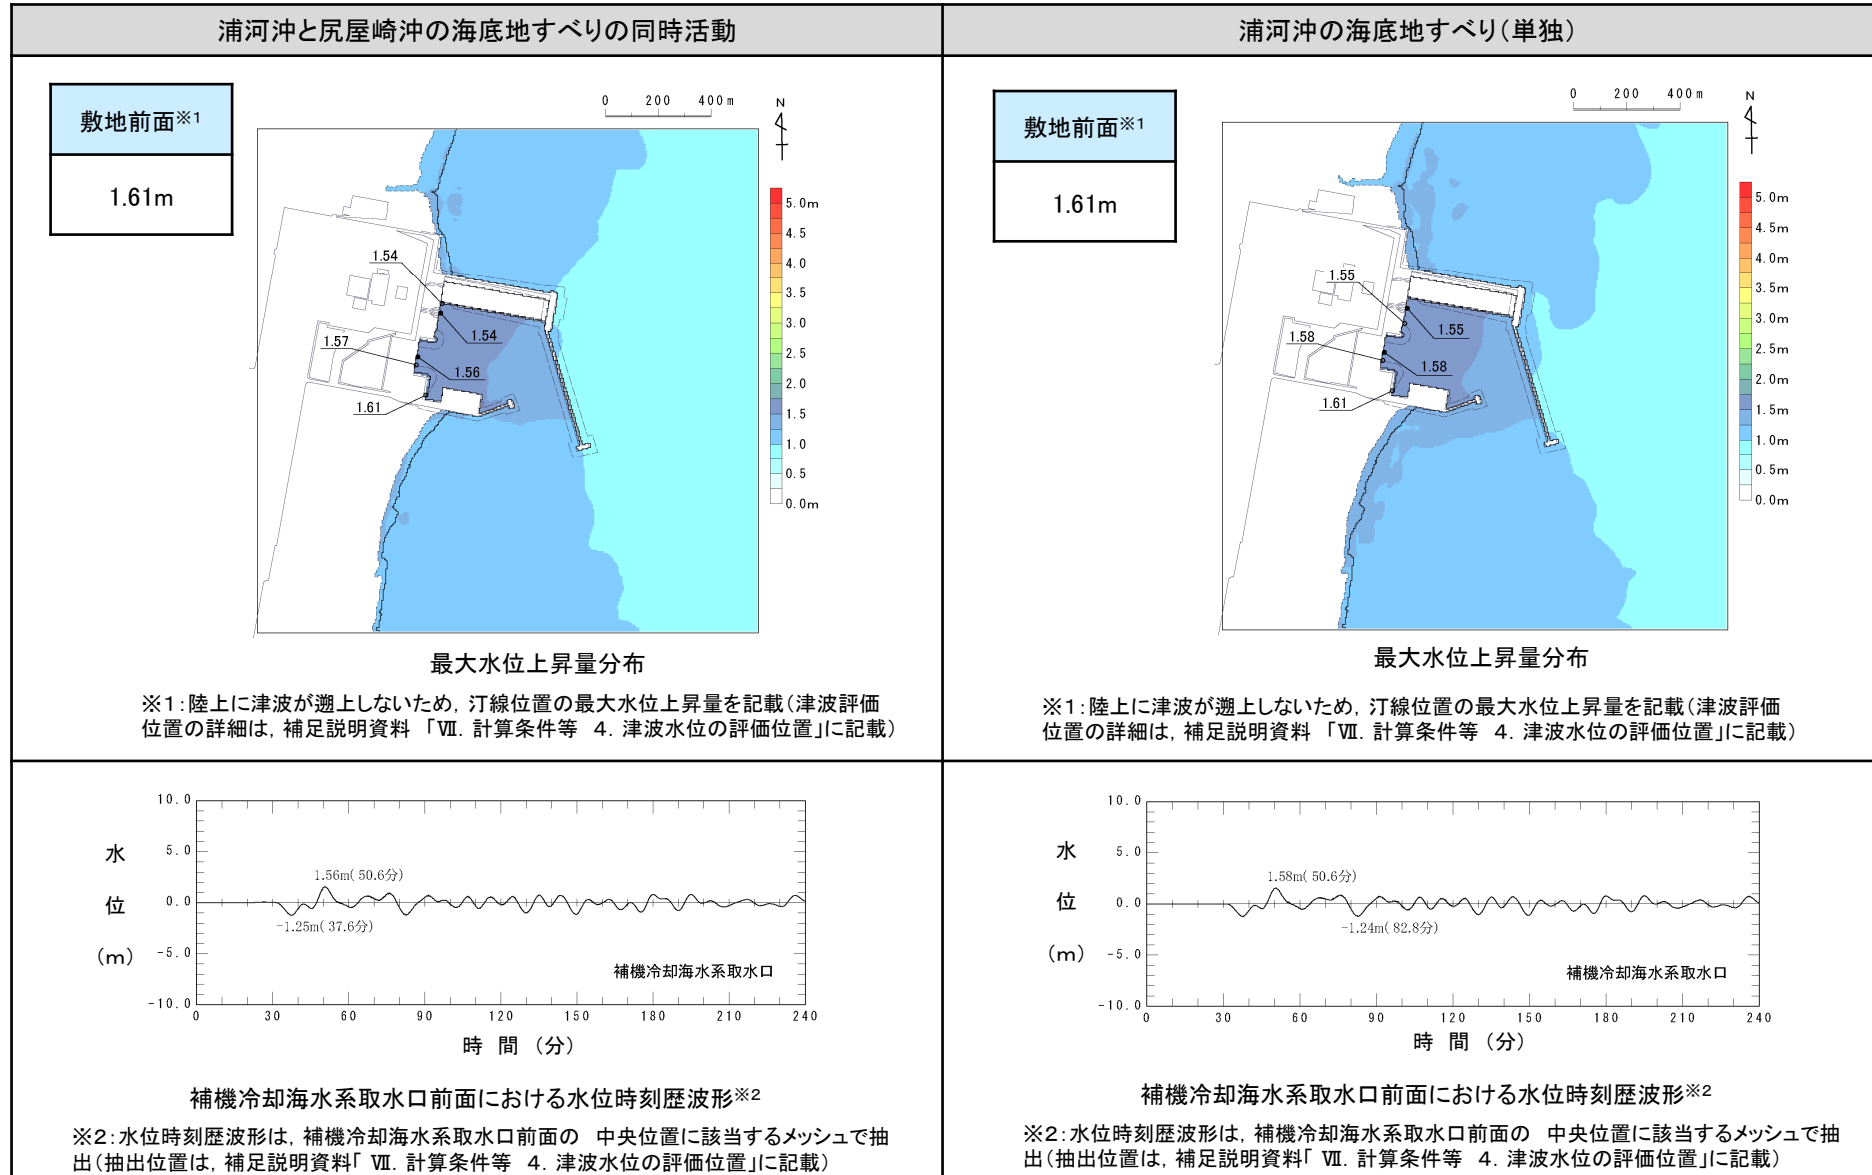 浦河沖と尻屋崎沖の海底地すべりの同時活動
敷地前面※1
1.61m
0 200 400m
N
1.54
1.54
1.57
1.56
1.61
5.0m
4.5
4.0
3.5
3.0
2.5
2.0
1.5
1.0
0.5
0.0m
最大水位上昇量分布
※1:陸上に津波が遡上しないため，汀線位置の最大水位上昇量を記載(津波評価
位置の詳細は，補足説明資料 「Ⅶ．計算条件等 4．津波水位の評価位置」に記載)
浦河沖の海底地すべり(単独)
敷地前面※1
1.61m
0 200 400m
N
1.55
1.55
1.58
1.58
1.61
5.0m
4.5m
4.0m
3.5m
3.0m
2.5m
2.0m
1.5m
1.0m
0.5m
0.0m
最大水位上昇量分布
※1:陸上に津波が遡上しないため，汀線位置の最大水位上昇量を記載(津波評価
位置の詳細は，補足説明資料 「Ⅶ．計算条件等 4．津波水位の評価位置」に記載)
水位(m)
10.0
5.0
0.0
-5.0
-10.0
1.56m( 50.6分)
-1.25m( 37.6分)
補機冷却海水系取水口
0 30 60 90 120 150 180 210 240
時 間 (分)
補機冷却海水系取水口前面における水位時刻歴波形※2
※2:水位時刻歴波形は，補機冷却海水系取水口前面の 中央位置に該当するメッシュで抽
出(抽出位置は，補足説明資料「 Ⅶ．計算条件等 4．津波水位の評価位置」に記載)
水位(m)
10.0
5.0
0.0
-5.0
-10.0
1.58m( 50.6分)
-1.24m( 82.8分)
補機冷却海水系取水口
0 30 60 90 120 150 180 210 240
時 間 (分)
補機冷却海水系取水口前面における水位時刻歴波形※2
※2:水位時刻歴波形は，補機冷却海水系取水口前面の 中央位置に該当するメッシュで抽
出(抽出位置は，補足説明資料「 Ⅶ．計算条件等 4．津波水位の評価位置」に記載)